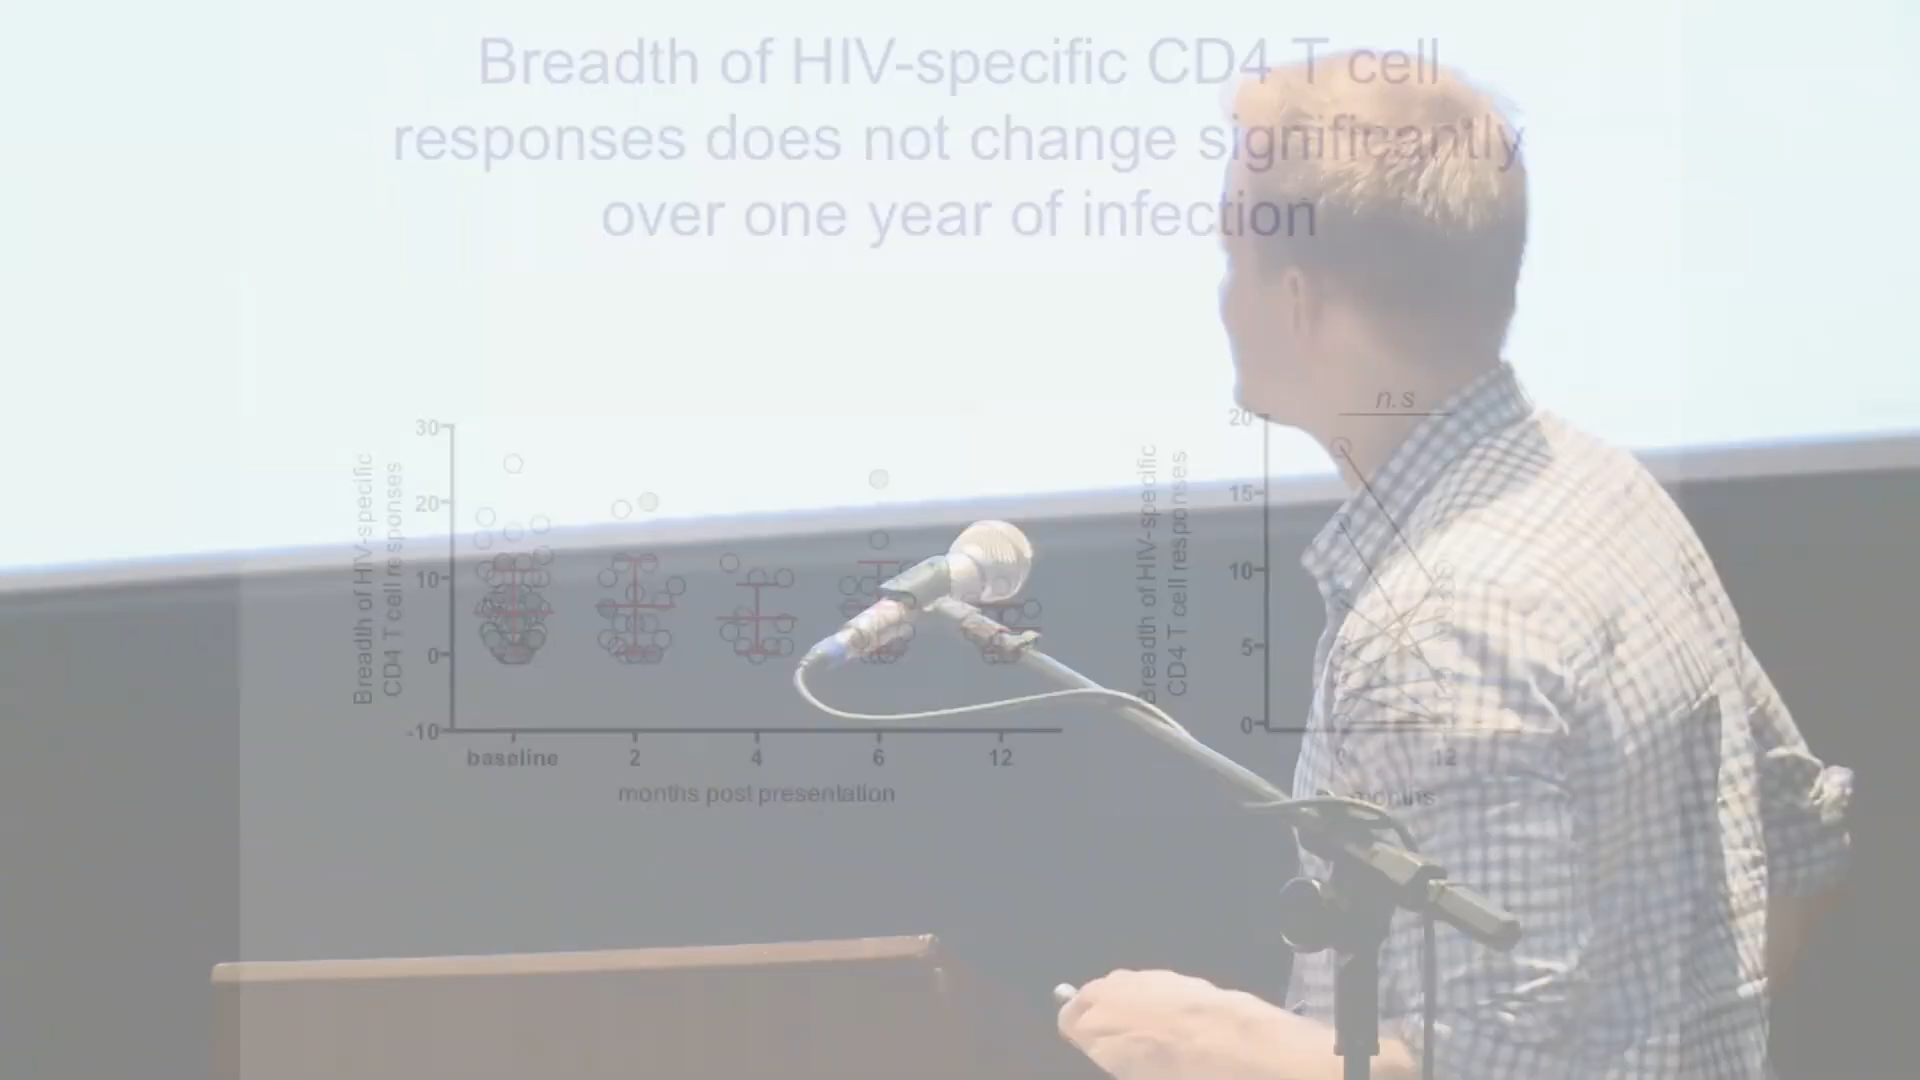 Breadth of HIV-specific CD4 T cell
responses does not change significantly
over one year of infection
Breadth of HIV-specific
CD4 T cell responses
30
20
10
0
-10
baseline
2
4
6
12
months post presentation
Breadth of HIV-specific
CD4 T cell responses
n.s
20
15
10
5
0
0
12
months